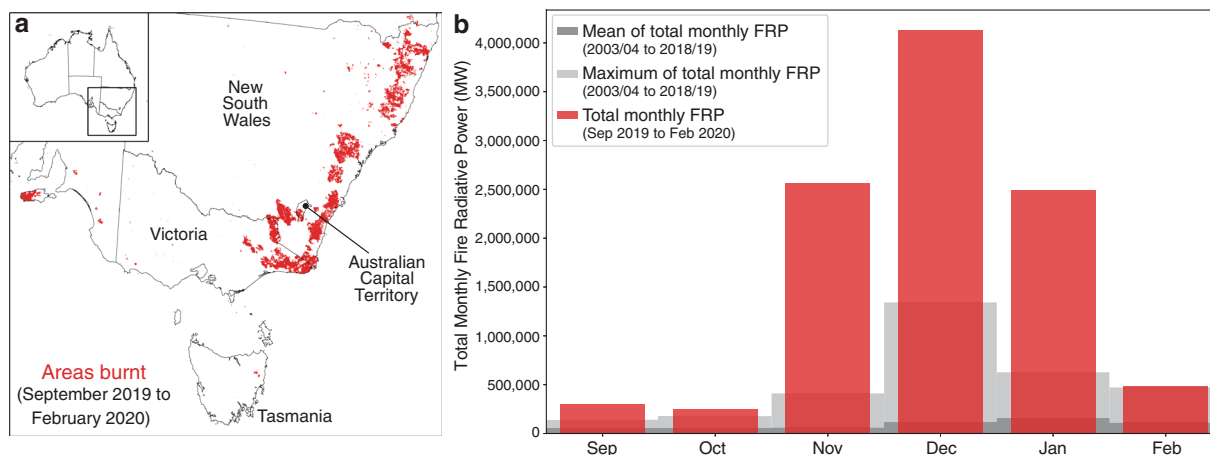 a
New
South
Wales
Victoria
Australian
Capital
Territory
Areas burnt
(September 2019 to
February 2020)
Tasmania
b
Total Monthly Fire Radiative Power (MW)
4,000,000
3,500,000
3,000,000
2,500,000
2,000,000
1,500,000
1,000,000
500,000
0
Mean of total monthly FRP
(2003/04 to 2018/19)
Maximum of total monthly FRP
(2003/04 to 2018/19)
Total monthly FRP
(Sep 2019 to Feb 2020)
Sep Oct Nov Dec Jan Feb